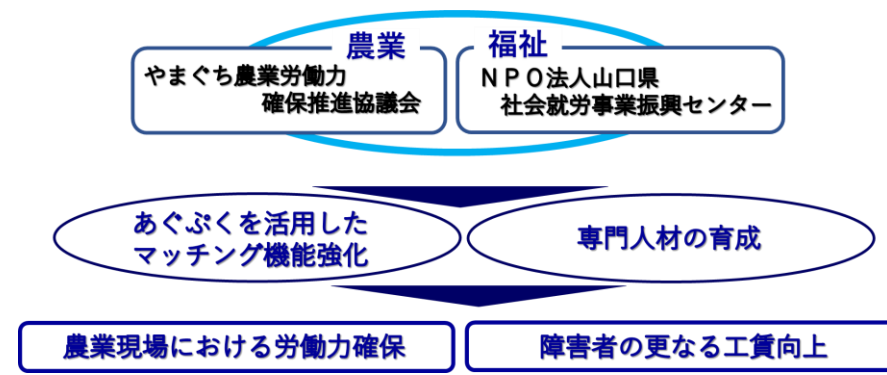 農業
やまぐち農業労働力
確保推進協議会
福祉
ＮＰＯ法人山口県
社会就労事業振興センター
あぐぷくを活用した
マッチング機能強化
専門人材の育成
農業現場における労働力確保
障害者の更なる工賃向上